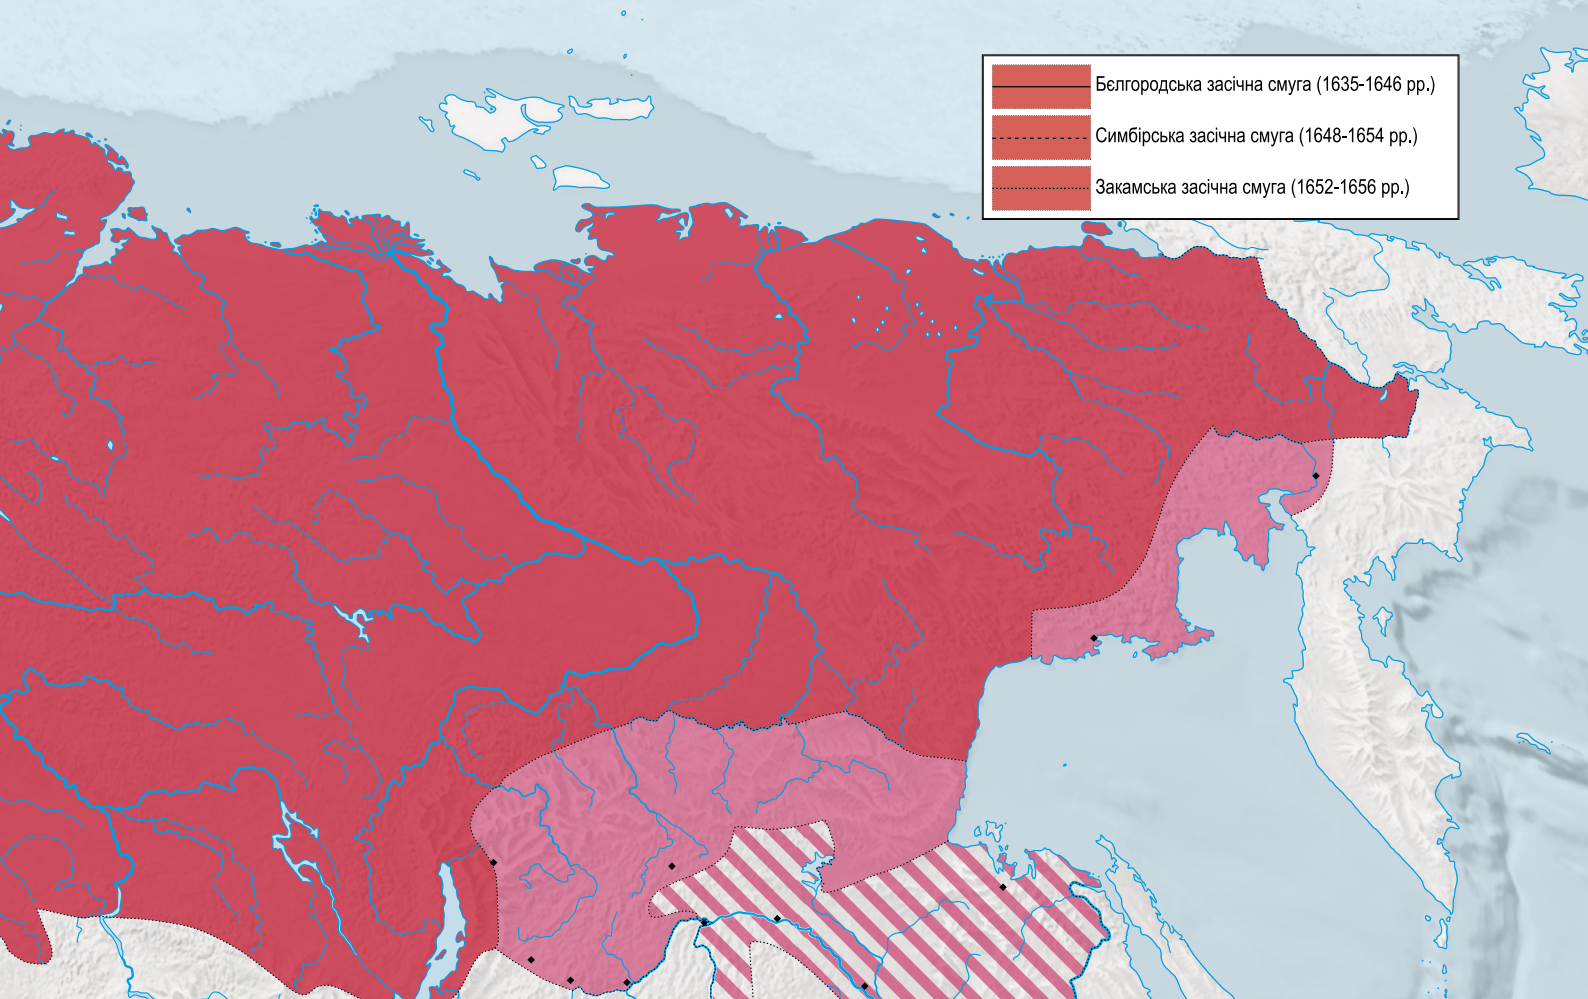 Бєлгородська засічна смуга (1635-1646 рр.)
Симбірська засічна смуга (1648-1654 рр.)
Закамська засічна смуга (1652-1656 рр.)